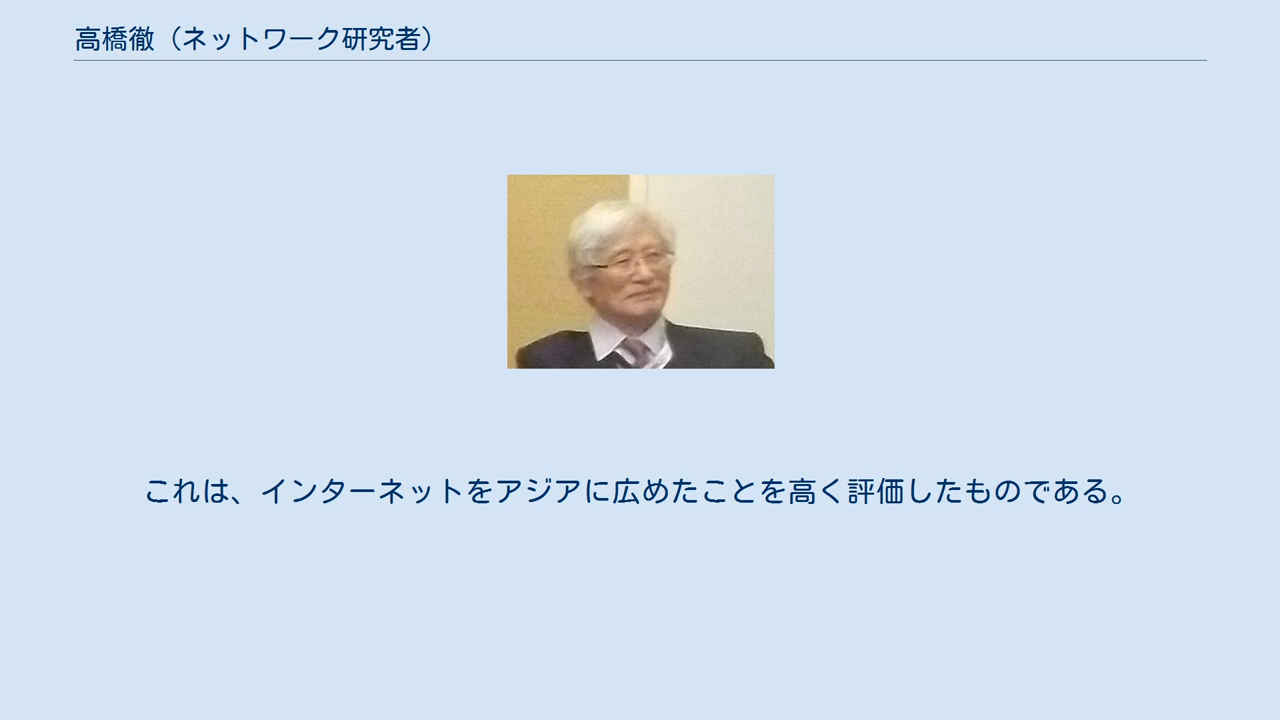 高橋徹（ネットワーク研究者）
これは、インターネットをアジアに広めたことを高く評価したものである。